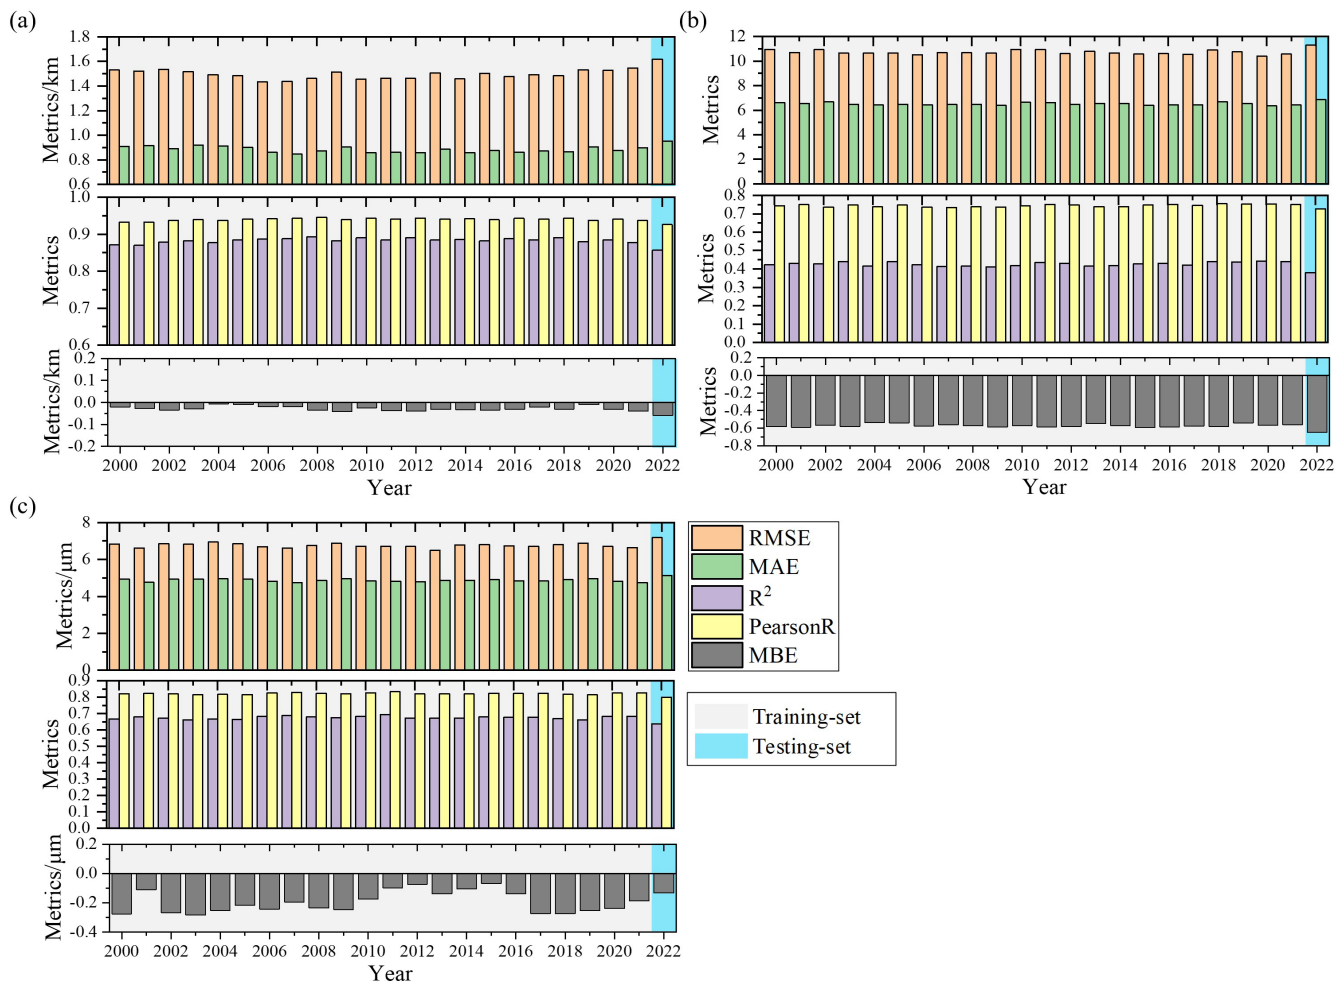 (a)
1.8
1.6
1.4
1.2
1.0
0.8
0.6
Metrics/km
1.0
0.9
0.8
0.7
0.6
Metrics
0.2
0.1
0.0
-0.1
-0.2
Metrics/km
2000 2002 2004 2006 2008 2010 2012 2014 2016 2018 2020 2022
Year
(b)
12
10
8
6
4
2
0
Metrics
0.8
0.7
0.6
0.5
0.4
0.3
0.2
0.1
0.0
Metrics
0.2
0.0
-0.2
-0.4
-0.6
-0.8
Metrics
2000 2002 2004 2006 2008 2010 2012 2014 2016 2018 2020 2022
Year
(c)
8
6
4
2
0
Metrics/μm
0.9
0.8
0.7
0.6
0.5
0.4
0.3
0.2
0.1
0.0
Metrics
0.2
0.0
-0.2
-0.4
Metrics/μm
2000 2002 2004 2006 2008 2010 2012 2014 2016 2018 2020 2022
Year
RMSE
MAE
R²
PearsonR
MBE
Training-set
Testing-set